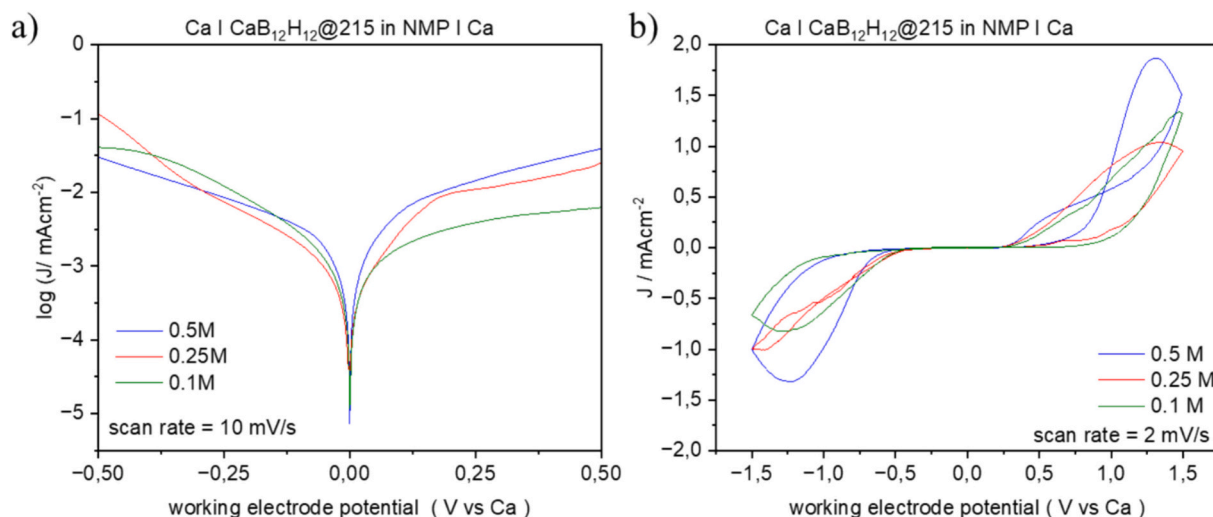 a)
Ca I CaB₁₂H₁₂@215 in NMP I Ca
0
−1
−2
−3
−4
−5
log (J/ mAcm⁻²)
0.5M
0.25M
0.1M
scan rate = 10 mV/s
−0,50 −0,25 0,00 0,25 0,50
working electrode potential ( V vs Ca )
b)
Ca I CaB₁₂H₁₂@215 in NMP I Ca
2,0
1,5
1,0
0,5
0,0
−0,5
−1,0
−1,5
−2,0
J / mAcm⁻²
0.5 M
0.25 M
0.1 M
scan rate = 2 mV/s
−1,5 −1,0 −0,5 0,0 0,5 1,0 1,5
working electrode potential ( V vs Ca )